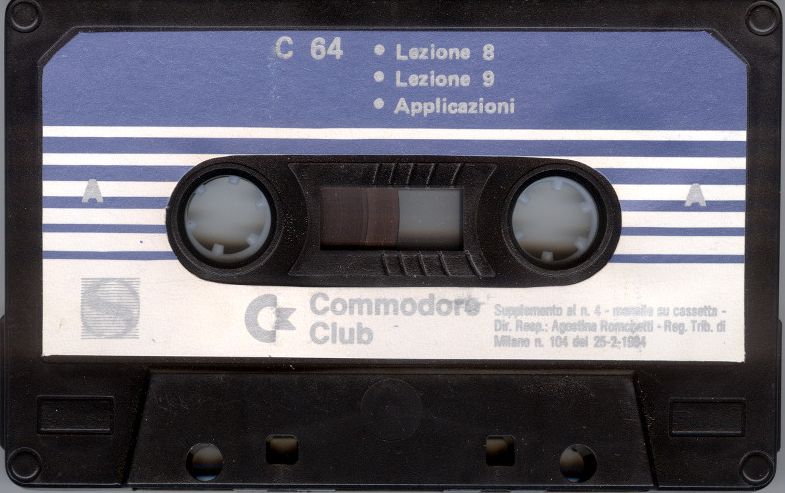 C 64
• Lezione 8
• Lezione 9
• Applicazioni
A A
Commodore
Club
Supplemento al n. 4 - mensile su cassetta -
Dir. Resp.: Agostina Ronchetti - Reg. Trib. di
Milano n. 104 del 25-2-1984